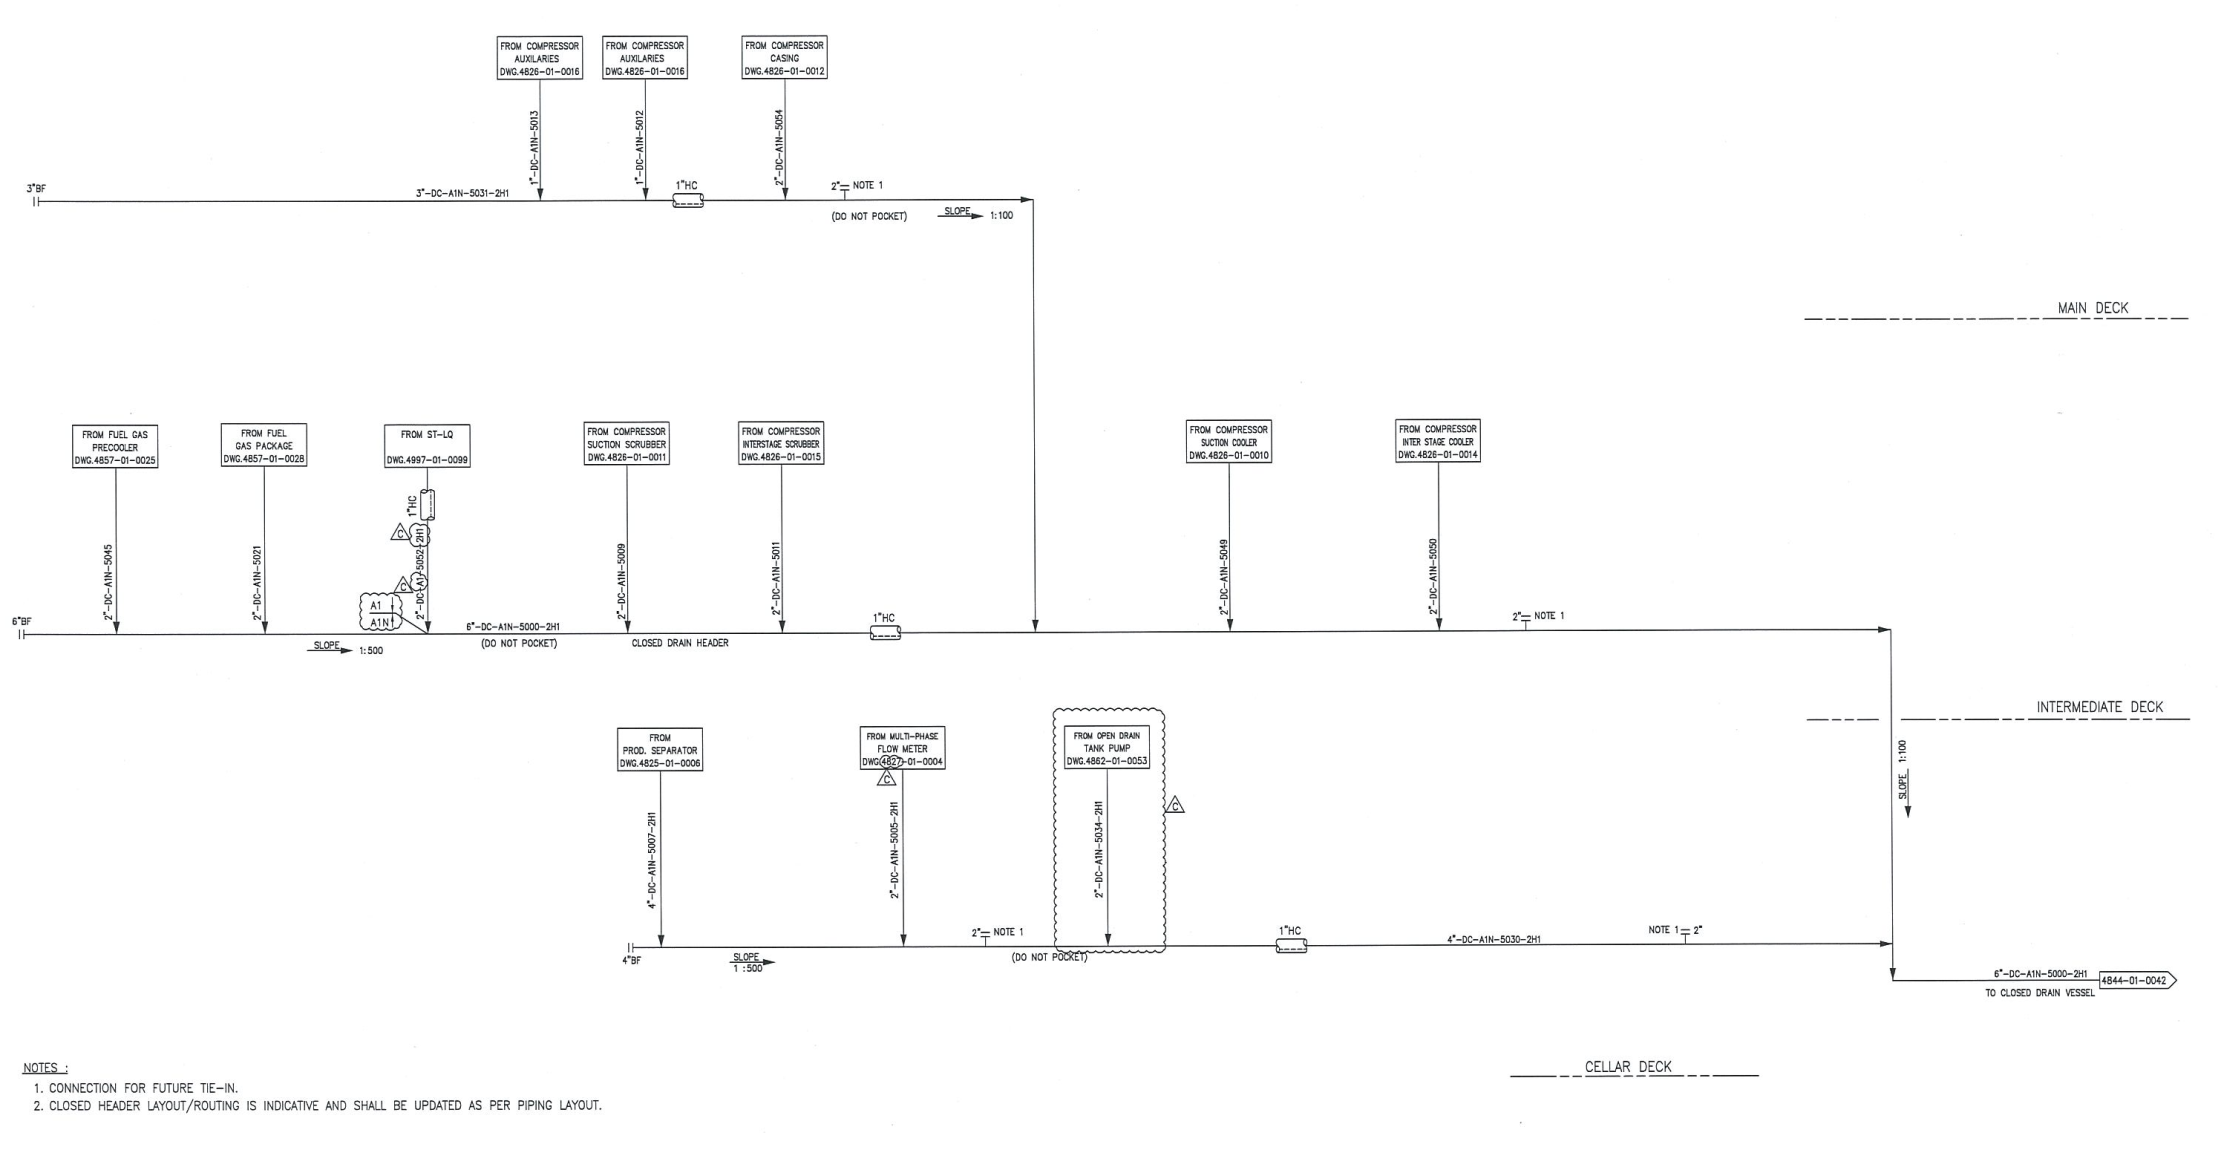 FROM COMPRESSOR
AUXILARIES
DWG.4826-01-0016
FROM COMPRESSOR
AUXILARIES
DWG.4826-01-0016
FROM COMPRESSOR
CASING
DWG.4826-01-0012
1"-DC-A1N-5013
1"-DC-A1N-5012
2"-DC-A1N-5054
3"BF
3"-DC-A1N-5031-2H1
1"HC
2" NOTE 1
(DO NOT POCKET)
SLOPE 1:100
MAIN DECK
FROM FUEL GAS
PRECOOLER
DWG.4857-01-0025
FROM FUEL
GAS PACKAGE
DWG.4857-01-0028
FROM ST-LQ
DWG.4997-01-0099
FROM COMPRESSOR
SUCTION SCRUBBER
DWG.4826-01-0011
FROM COMPRESSOR
INTERSTAGE SCRUBBER
DWG.4826-01-0015
FROM COMPRESSOR
SUCTION COOLER
DWG.4826-01-0010
FROM COMPRESSOR
INTER STAGE COOLER
DWG.4826-01-0014
1"HC
C
C
2"-DC-A1N-5045
2"-DC-A1N-5021
2"-DC-A1-5052-2H1
2"-DC-A1N-5009
2"-DC-A1N-5011
2"-DC-A1N-5049
2"-DC-A1N-5050
A1
A1N
6"BF
6"-DC-A1N-5000-2H1
1"HC
2" NOTE 1
SLOPE 1:500
(DO NOT POCKET)
CLOSED DRAIN HEADER
INTERMEDIATE DECK
FROM
PROD. SEPARATOR
DWG.4825-01-0006
FROM MULTI-PHASE
FLOW METER
DWG.4827-01-0004
C
FROM OPEN DRAIN
TANK PUMP
DWG.4862-01-0053
C
SLOPE 1:100
4"-DC-A1N-5007-2H1
2"-DC-A1N-5005-2H1
2"-DC-A1N-5034-2H1
2" NOTE 1
1"HC
4"-DC-A1N-5030-2H1
NOTE 1 2"
4"BF
SLOPE
1 :500
(DO NOT POCKET)
6"-DC-A1N-5000-2H1
4844-01-0042
TO CLOSED DRAIN VESSEL
CELLAR DECK
NOTES :
1. CONNECTION FOR FUTURE TIE-IN.
2. CLOSED HEADER LAYOUT/ROUTING IS INDICATIVE AND SHALL BE UPDATED AS PER PIPING LAYOUT.